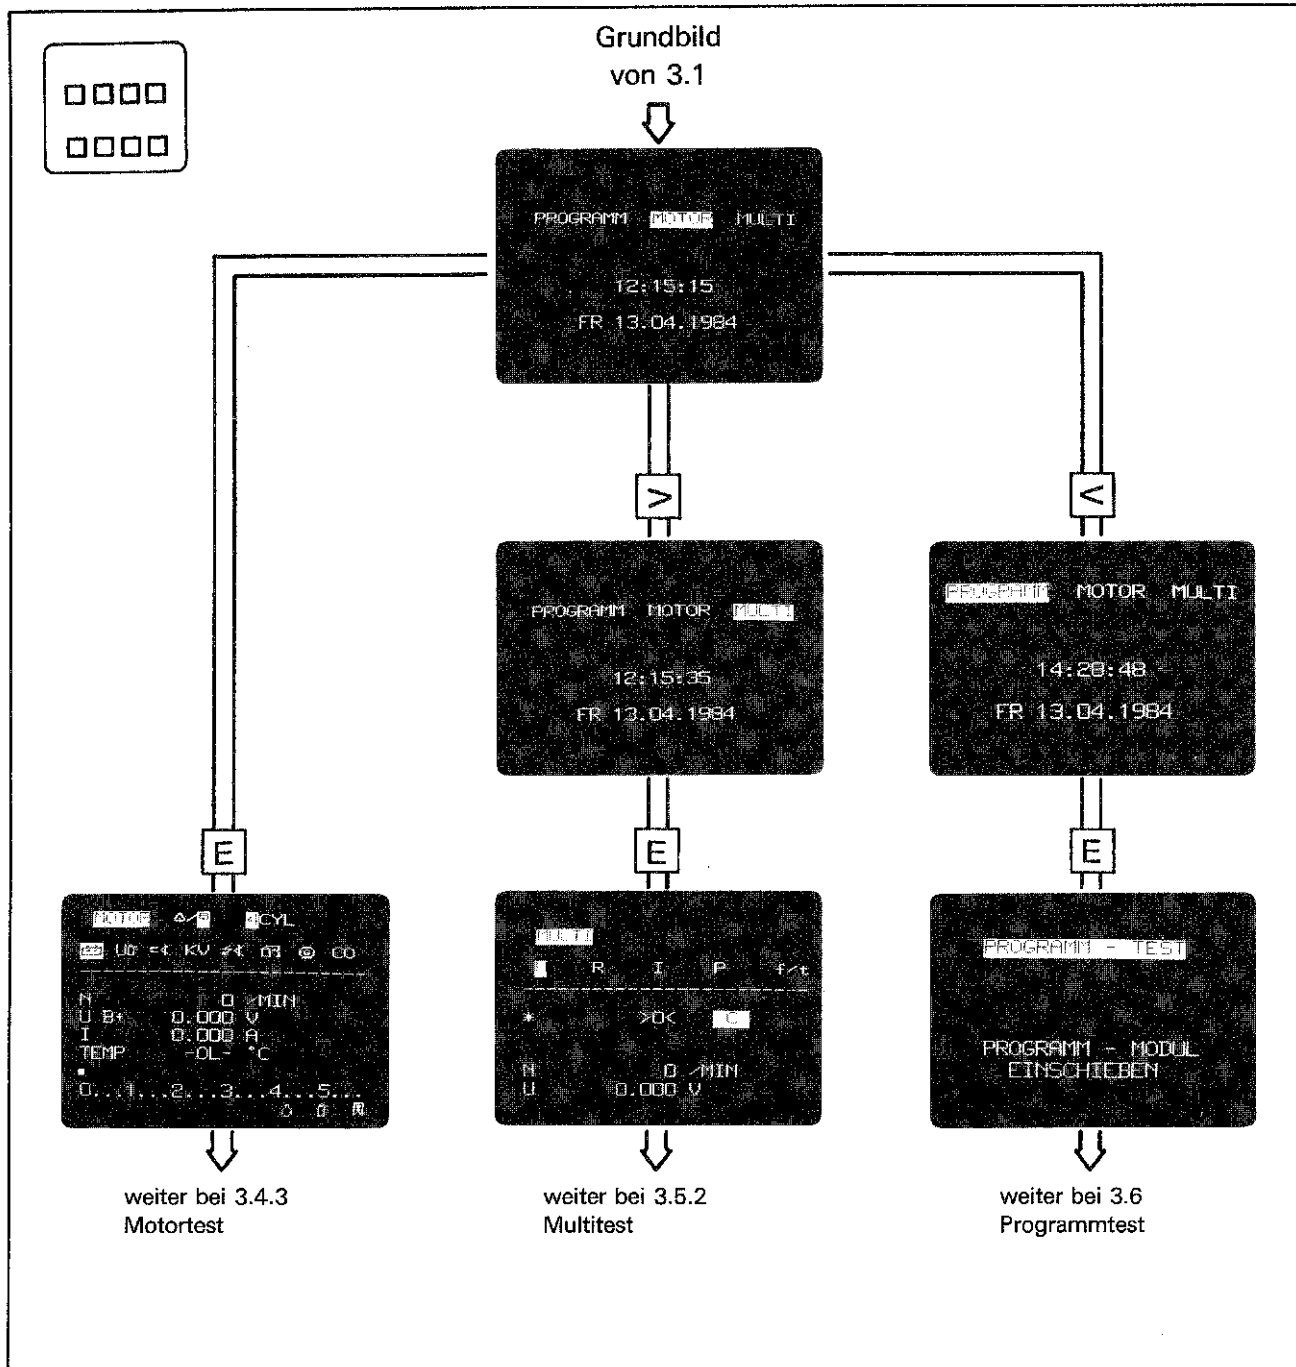 Grundbild
von 3.1
PROGRAMM MOTOR MULTI
12:15:15
FR 13.04.1984
>
<
PROGRAMM MOTOR MULTI
12:15:35
FR 13.04.1984
PROGRAMM MOTOR MULTI
14:28:48
FR 13.04.1984
E
E
E
MOTOR 4CYL
KV CO
N 0 /MIN
U B+ 0.000 V
I 0.000 A
TEMP -OL- °C
0...1...2...3...4...5...
MULTI
R I P f/t
* >0< C
N 0 /MIN
U 0.000 V
PROGRAMM - TEST
PROGRAMM - MODUL
EINSCHIEBEN
weiter bei 3.4.3
Motortest
weiter bei 3.5.2
Multitest
weiter bei 3.6
Programmtest